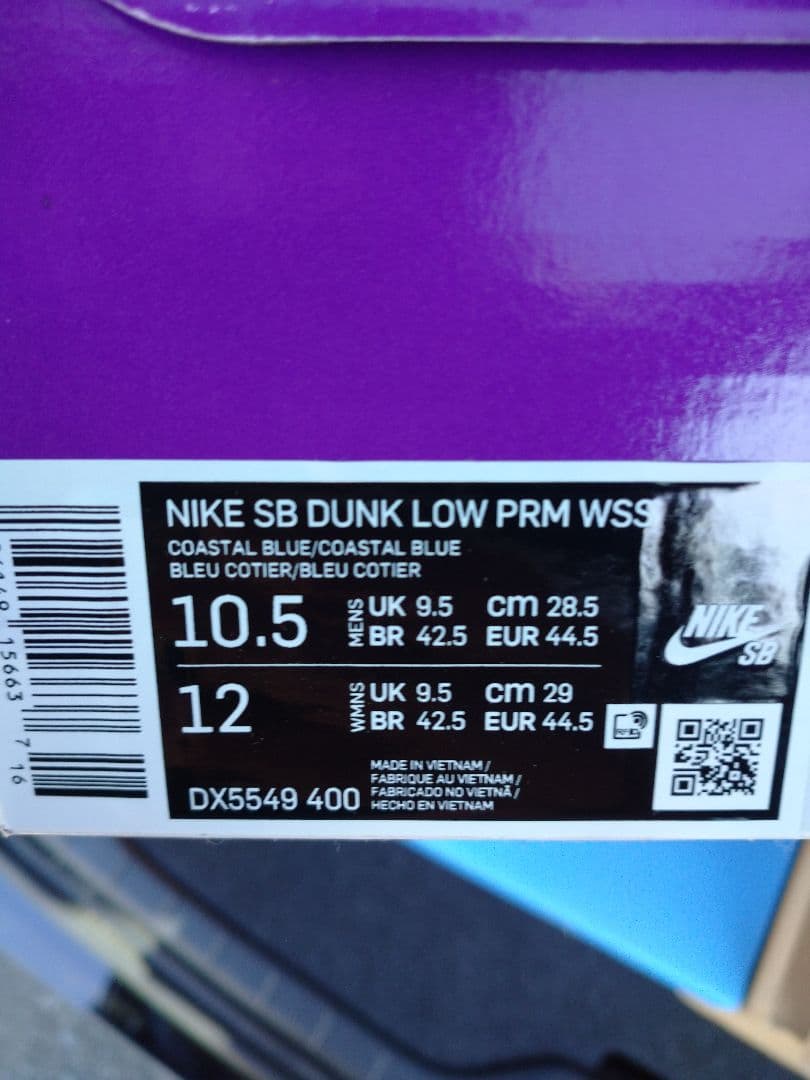 NIKE SB DUNK LOW PRM WSS
COASTAL BLUE/COASTAL BLUE
BLEU COTIER/BLEU COTIER
10.5 MENS UK 9.5 cm 28.5
BR 42.5 EUR 44.5
12 WMNS UK 9.5 cm 29
BR 42.5 EUR 44.5
DX5549 400
MADE IN VIETNAM /
FABRIQUE AU VIETNAM /
FABRICADO NO VIETNÃ /
HECHO EN VIETNAM
NIKE
SB
RFID
15663 7 16